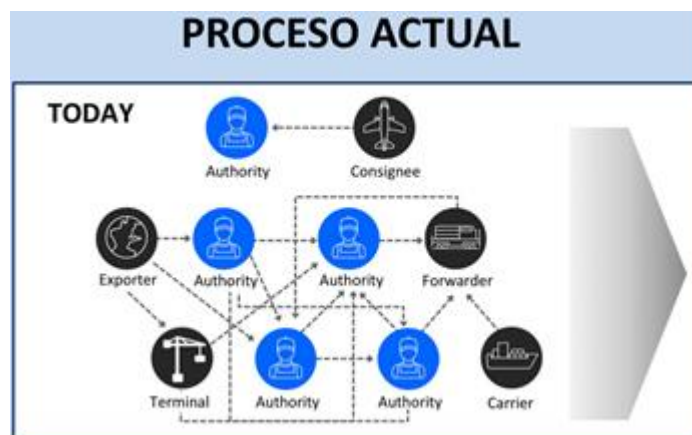 PROCESO ACTUAL
TODAY
Authority
Consignee
Exporter
Authority
Authority
Forwarder
Terminal
Authority
Authority
Carrier